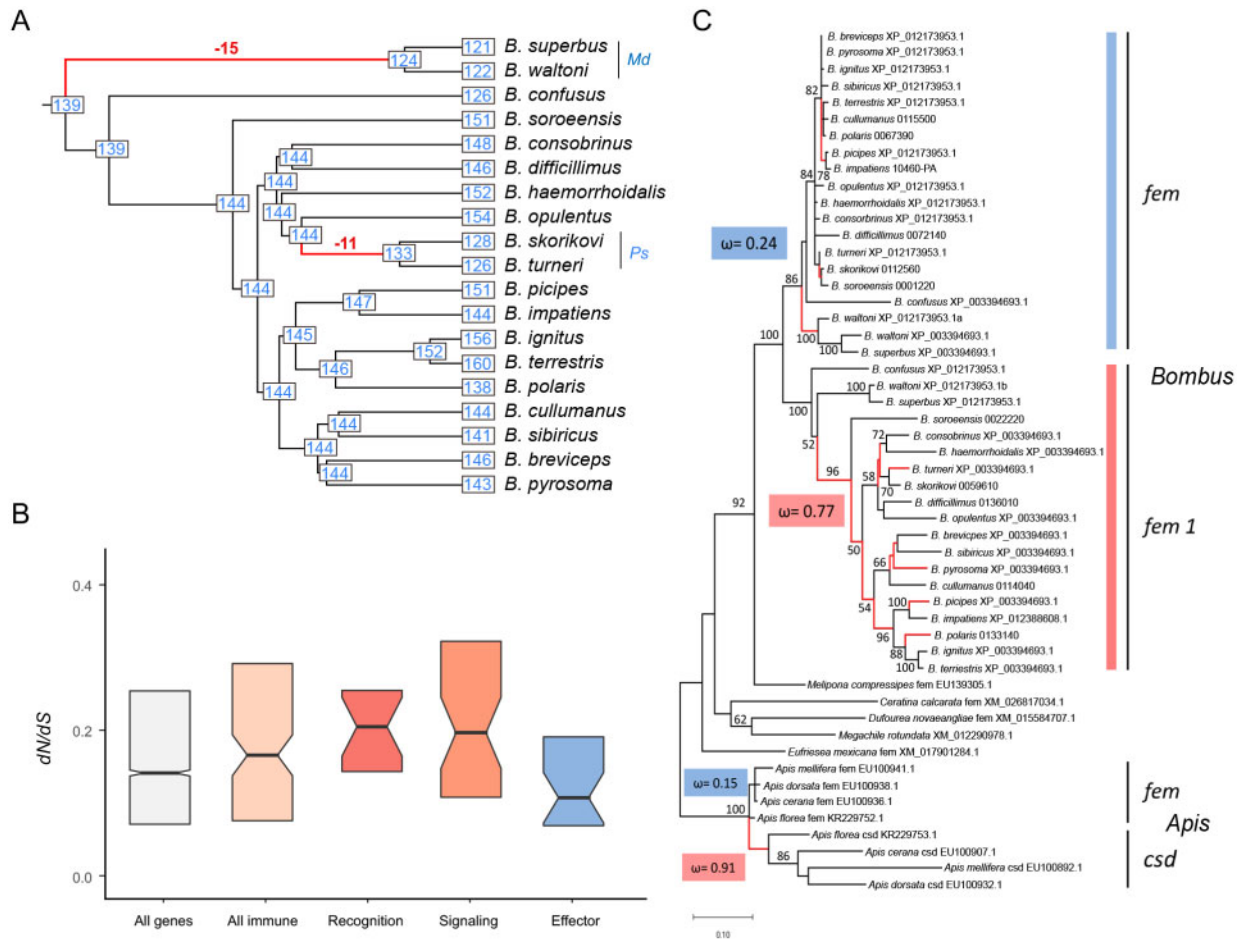 A
-15
121 B. superbus
124 Md
122 B. waltoni
139
126 B. confusus
139
151 B. soroeensis
148 B. consobrinus
144
146 B. difficillimus
144
152 B. haemorrhoidalis
144
144
154 B. opulentus
144
-11
128 B. skorikovi
133 Ps
126 B. turneri
144
151 B. picipes
147
144 B. impatiens
145
156 B. ignitus
152
160 B. terrestris
146
138 B. polaris
144
144 B. cullumanus
144
141 B. sibiricus
144
146 B. breviceps
144
143 B. pyrosoma
B
dN/dS
0.4
0.2
0.0
All genes
All immune
Recognition
Signaling
Effector
C
B. breviceps XP_012173953.1
B. pyrosoma XP_012173953.1
B. ignitus XP_012173953.1
82
B. sibiricus XP_012173953.1
B. terrestris XP_012173953.1
B. cullumanus 0115500
B. polaris 0067390
B. picipes XP_012173953.1
84
78
B. impatiens 10460-PA
B. opulentus XP_012173953.1
B. haemorrhoidalis XP_012173953.1
B. consorbrinus XP_012173953.1
B. difficillimus 0072140
ω= 0.24
B. turneri XP_012173953.1
B. skorikovi 0112560
86
B. soroeensis 0001220
B. confusus XP_003394693.1
B. waltoni XP_012173953.1a
100
B. waltoni XP_003394693.1
100
B. superbus XP_003394693.1
fem
B. confusus XP_012173953.1
100
B. waltoni XP_012173953.1b
100
B. superbus XP_012173953.1
52
B. soroeensis 0022220
72
B. consobrinus XP_003394693.1
B. haemorrhoidalis XP_003394693.1
96
58
B. turneri XP_003394693.1
B. skorikovi 0059610
70
B. difficillimus 0136010
ω= 0.77
B. opulentus XP_003394693.1
92
B. brevicpes XP_003394693.1
50
B. sibiricus XP_003394693.1
66
B. pyrosoma XP_003394693.1
B. cullumanus 0114040
54
100
B. picipes XP_003394693.1
B. impatiens XP_012388608.1
96
B. polaris 0133140
88
B. ignitus XP_003394693.1
100
B. terriestris XP_003394693.1
fem 1
Bombus
Melipona compressipes fem EU139305.1
Ceratina calcarata fem XM_026817034.1
62
Dufourea novaeangliae fem XM_015584707.1
Megachile rotundata fem XM_012290978.1
Eufriesea mexicana fem XM_017901284.1
Apis mellifera fem EU100941.1
ω= 0.15
Apis dorsata fem EU100938.1
Apis cerana fem EU100936.1
100
Apis florea fem KR229752.1
fem
Apis
Apis florea csd KR229753.1
86
Apis cerana csd EU100907.1
ω= 0.91
Apis mellifera csd EU100892.1
Apis dorsata csd EU100932.1
csd
0.10